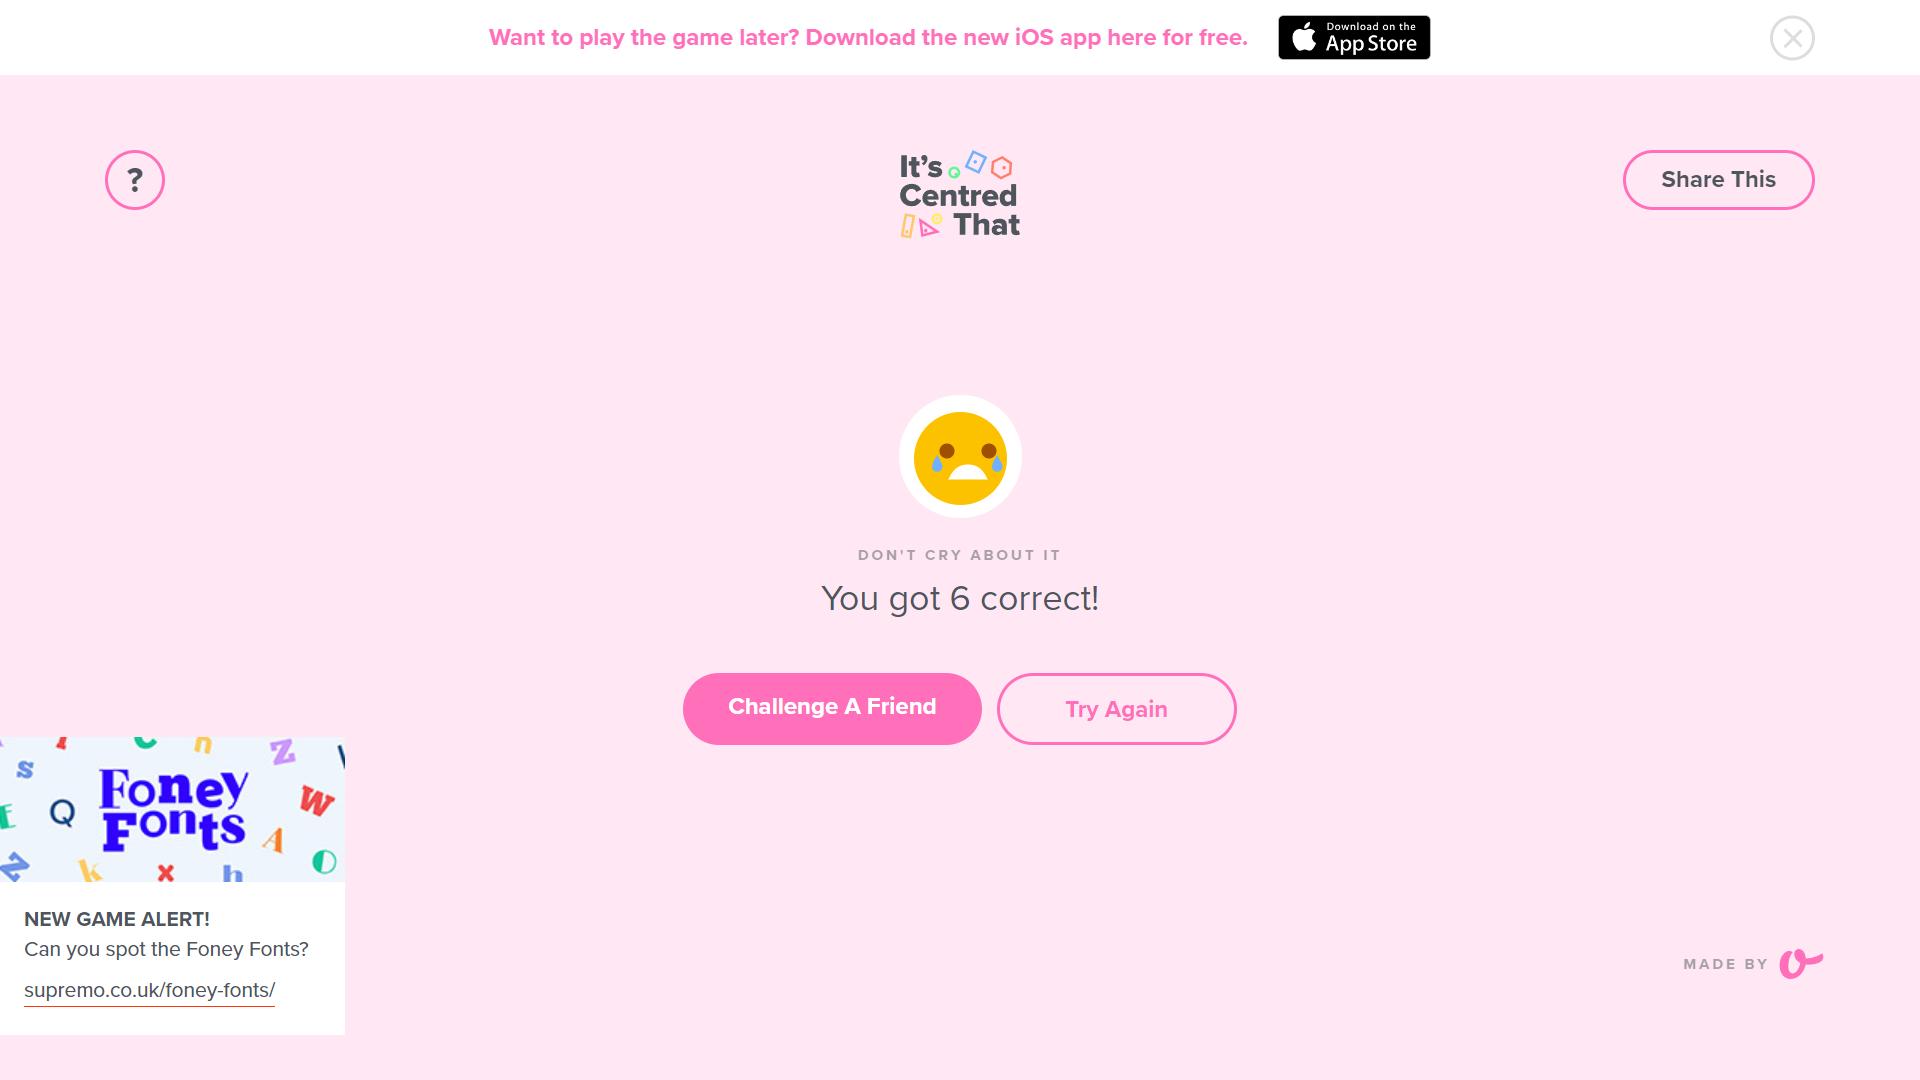 Want to play the game later? Download the new iOS app here for free.
Download on the
App Store
?
It's
Centred
That
Share This
DON'T CRY ABOUT IT
You got 6 correct!
Challenge A Friend
Try Again
Foney
Fonts
NEW GAME ALERT!
Can you spot the Foney Fonts?
supremo.co.uk/foney-fonts/
MADE BY